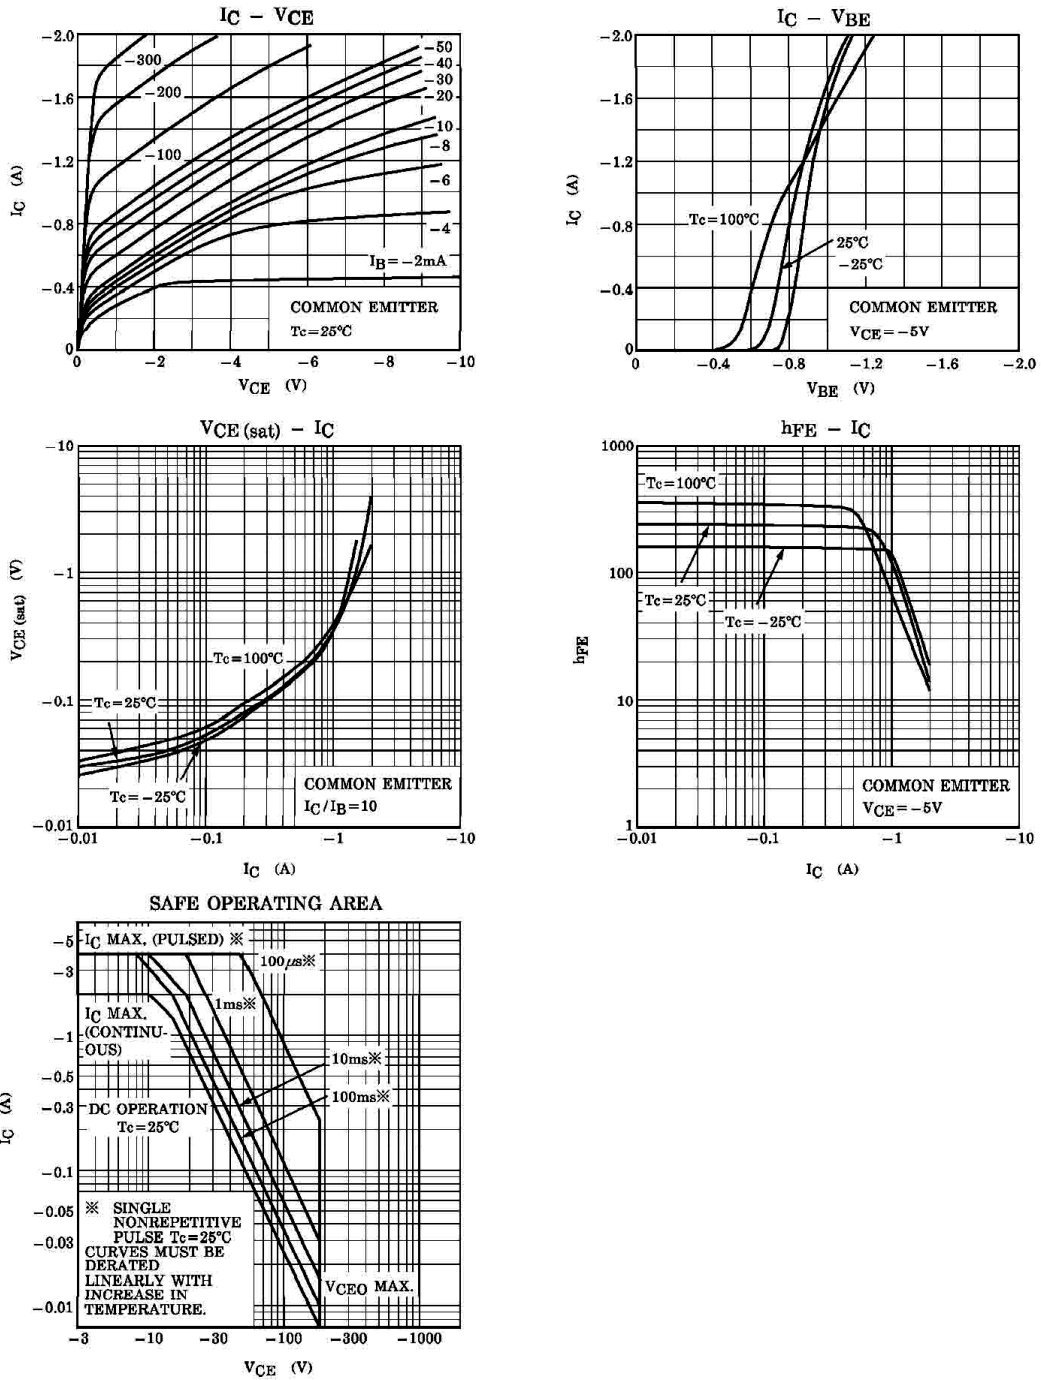 IC – VCE
IC (A)
−2.0
−1.6
−1.2
−0.8
−0.4
0
−300
−200
−100
−50
−40
−30
−20
−10
−8
−6
−4
IB=−2mA
COMMON EMITTER
Tc=25℃
0 −2 −4 −6 −8 −10
VCE (V)
IC – VBE
IC (A)
−2.0
−1.6
−1.2
−0.8
−0.4
0
Tc=100℃
25℃
−25℃
COMMON EMITTER
VCE=−5V
0 −0.4 −0.8 −1.2 −1.6 −2.0
VBE (V)
VCE(sat) – IC
VCE(sat) (V)
−10
−1
−0.1
−0.01
Tc=100℃
Tc=25℃
Tc=−25℃
COMMON EMITTER
IC/IB=10
−0.01 −0.1 −1 −10
IC (A)
hFE – IC
hFE
1000
100
10
1
Tc=100℃
Tc=25℃
Tc=−25℃
COMMON EMITTER
VCE=−5V
−0.01 −0.1 −1 −10
IC (A)
SAFE OPERATING AREA
IC (A)
−5
−3
−1
−0.5
−0.3
−0.1
−0.05
−0.03
−0.01
IC MAX. (PULSED) ※
100μs※
1ms※
IC MAX.
(CONTINU-
OUS)
10ms※
100ms※
DC OPERATION
Tc=25℃
※ SINGLE
NONREPETITIVE
PULSE Tc=25℃
CURVES MUST BE
DERATED
LINEARLY WITH
INCREASE IN
TEMPERATURE.
VCEO MAX.
−3 −10 −30 −100 −300 −1000
VCE (V)